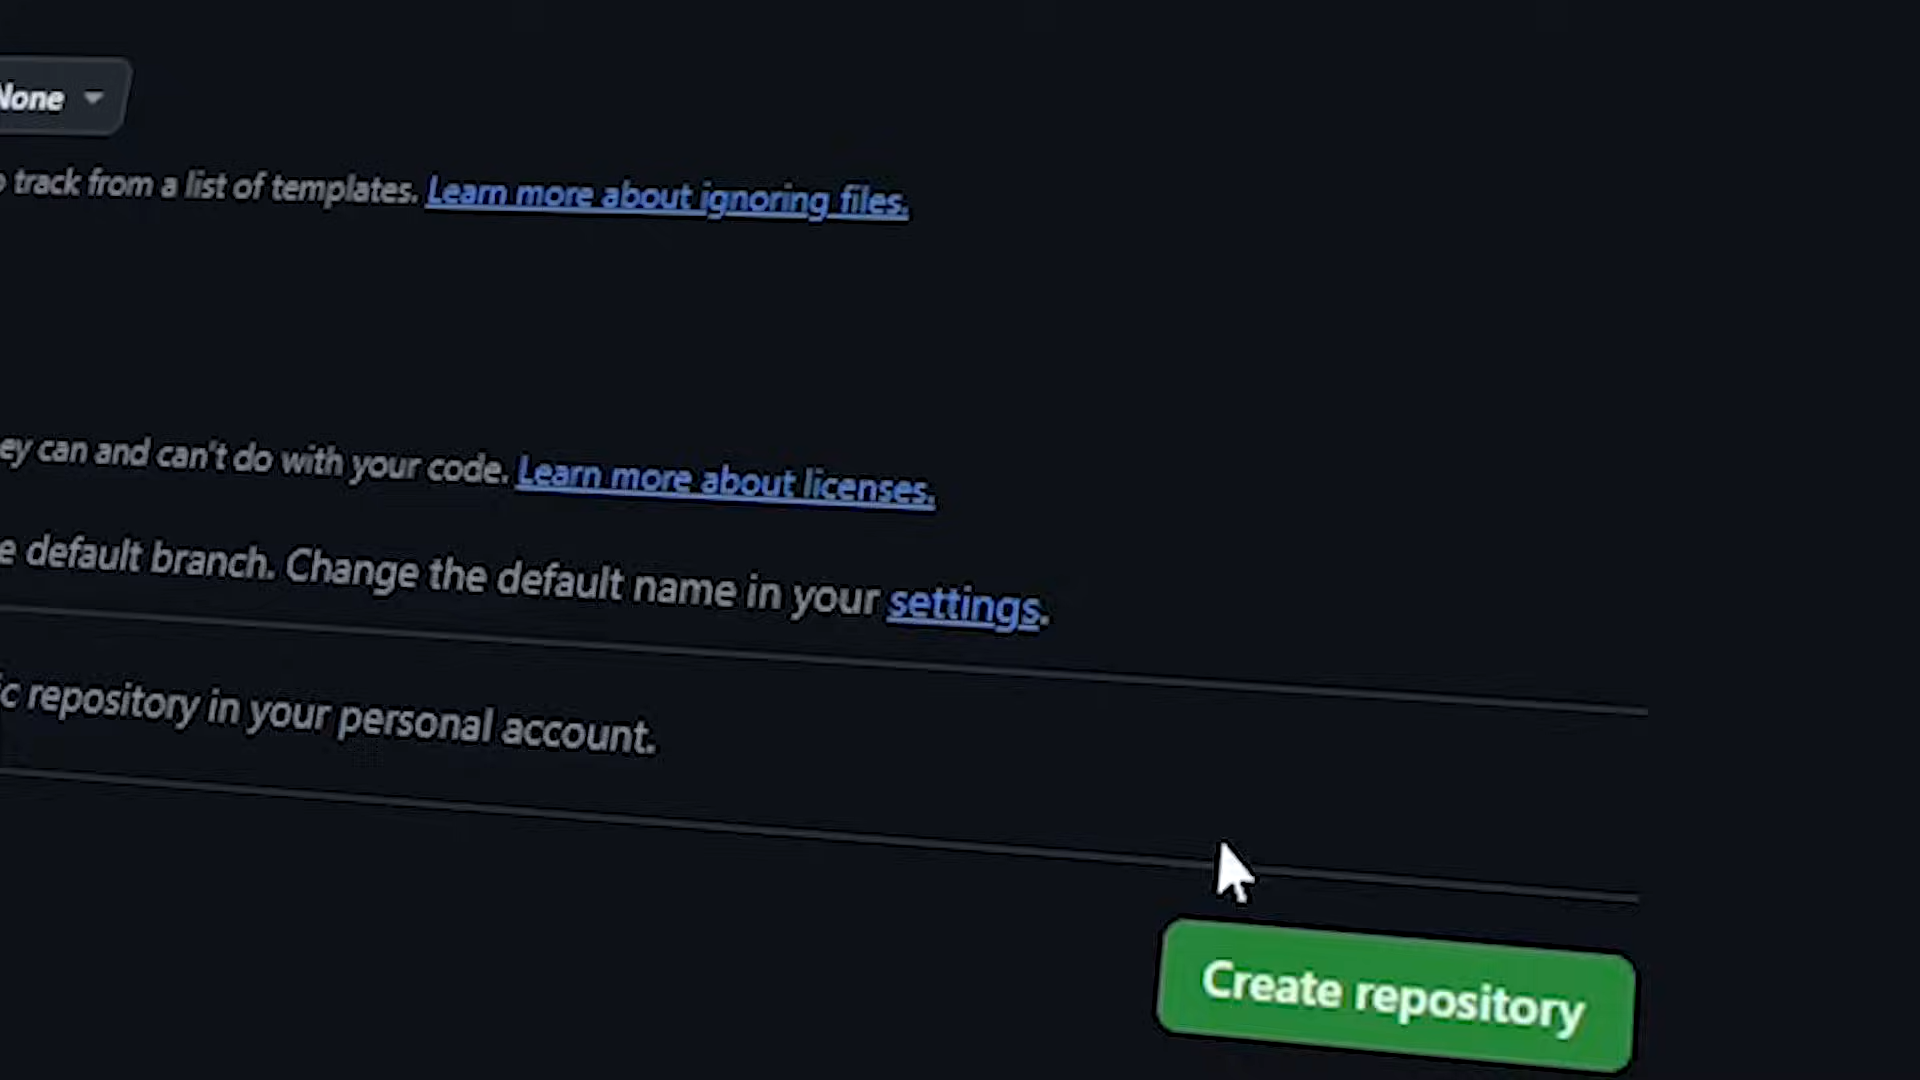 None
track from a list of templates. Learn more about ignoring files.
can and can't do with your code. Learn more about licenses.
default branch. Change the default name in your settings.
repository in your personal account.
Create repository